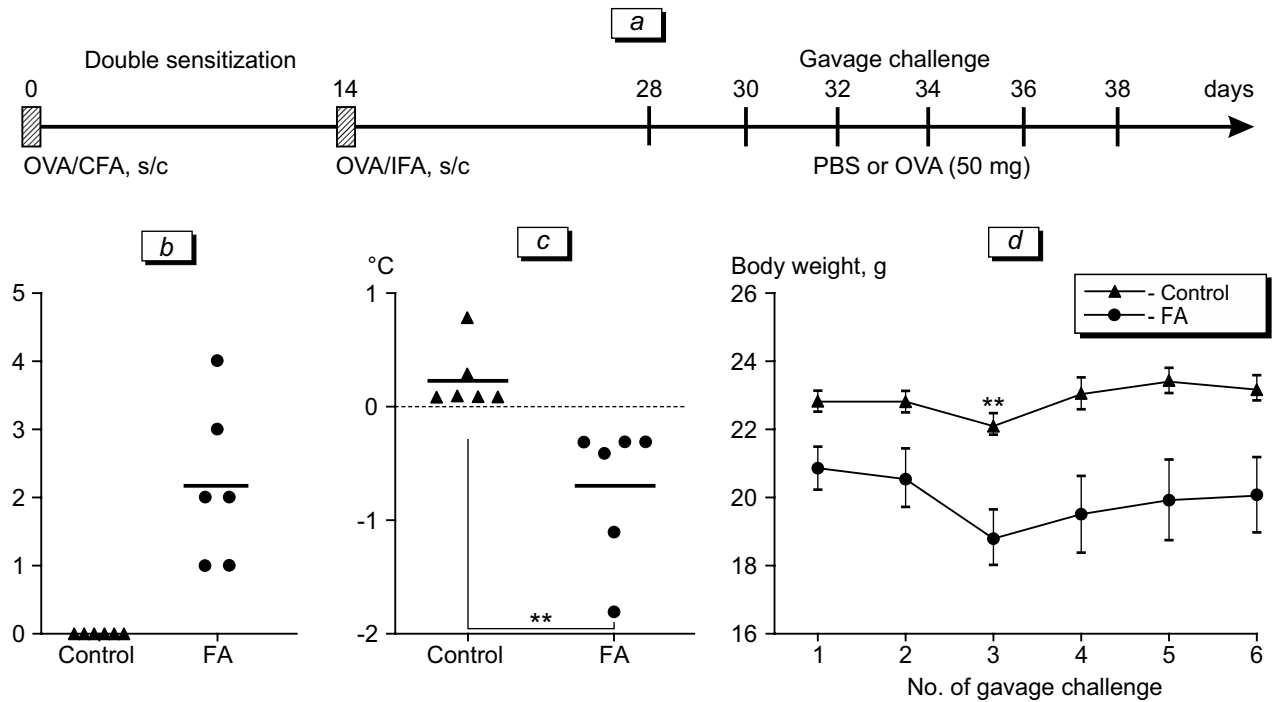 a
Double sensitization
Gavage challenge
0 14 28 30 32 34 36 38 days
OVA/CFA, s/c
OVA/IFA, s/c
PBS or OVA (50 mg)
b
5
4
3
2
1
0
Control FA
c
°C
1
0
-1
-2
**
Control FA
d
Body weight, g
- Control
- FA
26
24
22
20
18
16
**
1 2 3 4 5 6
No. of gavage challenge